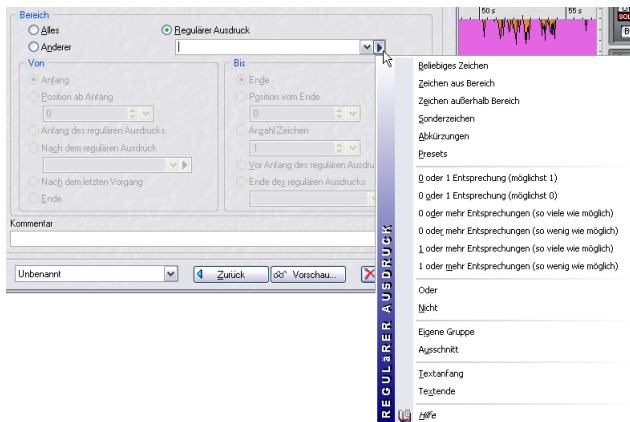 Bereich
Alles
Regulärer Ausdruck
Anderer
Von
Anfang
Position ab Anfang
0
Anfang des regulären Ausdrucks
Nach dem regulären Ausdruck
Nach dem letzten Vorgang
Ende
Bis
Ende
Position vom Ende
0
Anzahl Zeichen
1
Vor Anfang des regulären Ausdru
Ende des regulären Ausdrucks
Kommentar
Unbenannt
Zurück
Vorschau...
50 s
55 s
REGULäRER AUSDRUCK
Beliebiges Zeichen
Zeichen aus Bereich
Zeichen außerhalb Bereich
Sonderzeichen
Abkürzungen
Presets
0 oder 1 Entsprechung (möglichst 1)
0 oder 1 Entsprechung (möglichst 0)
0 oder mehr Entsprechungen (so viele wie möglich)
0 oder mehr Entsprechungen (so wenig wie möglich)
1 oder mehr Entsprechungen (so viele wie möglich)
1 oder mehr Entsprechungen (so wenig wie möglich)
Oder
Nicht
Eigene Gruppe
Ausschnitt
Textanfang
Textende
Hilfe